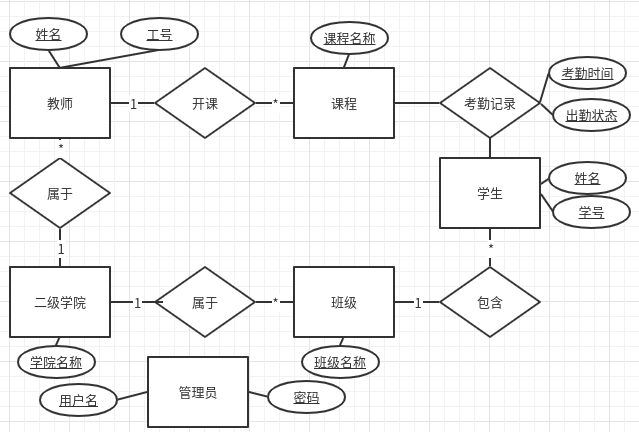 姓名
工号
课程名称
考勤时间
教师
1
开课
*
课程
考勤记录
出勤状态
*
属于
姓名
学生
学号
1
*
二级学院
1
属于
*
班级
1
包含
学院名称
班级名称
用户名
管理员
密码